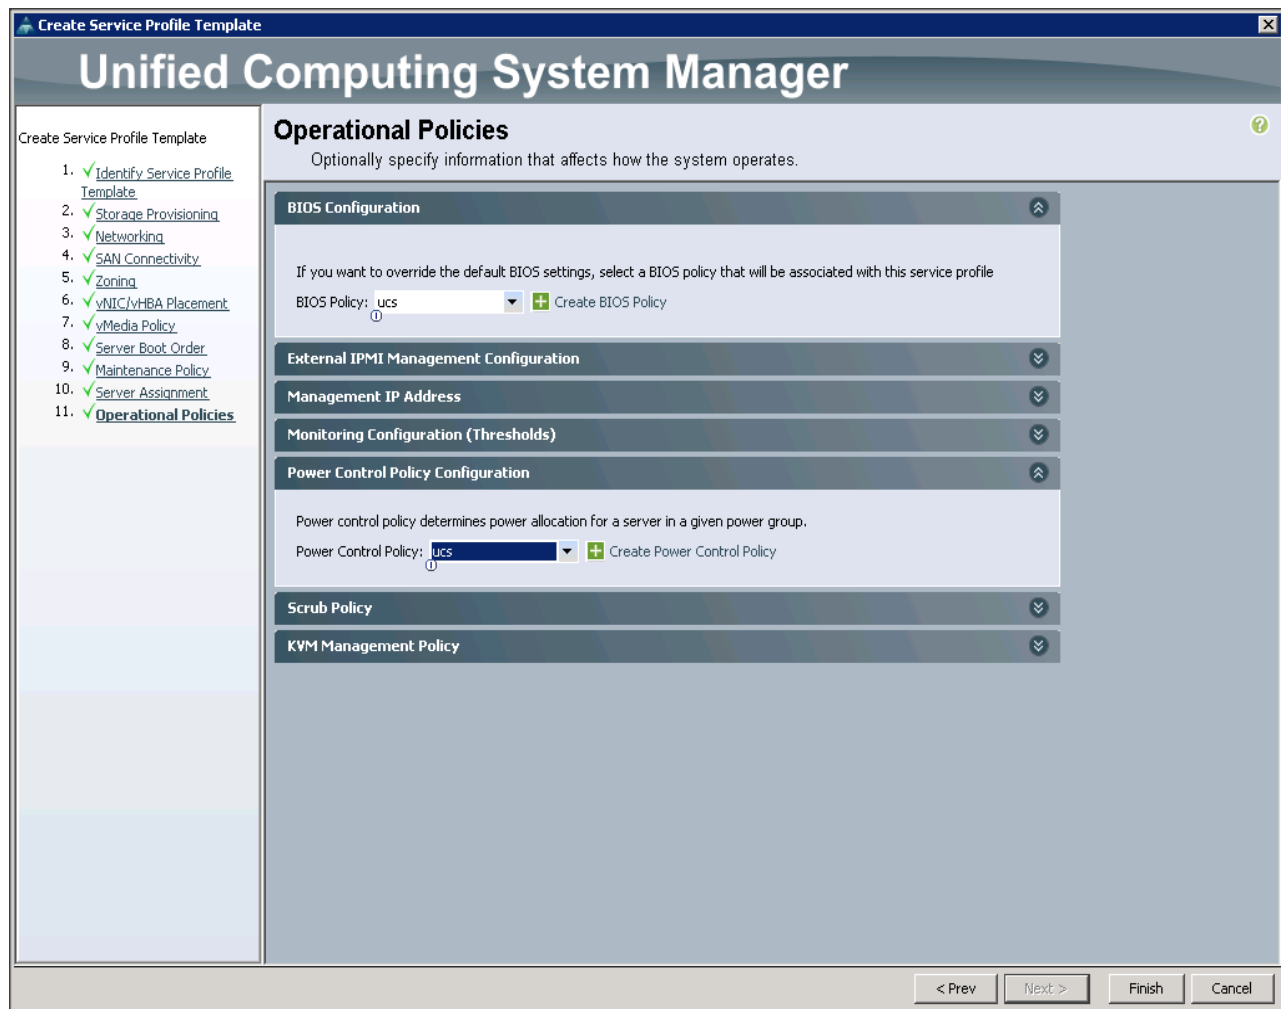 Create Service Profile Template
Unified Computing System Manager
Create Service Profile Template
1. Identify Service Profile
Template
2. Storage Provisioning
3. Networking
4. SAN Connectivity
5. Zoning
6. vNIC/vHBA Placement
7. vMedia Policy
8. Server Boot Order
9. Maintenance Policy
10. Server Assignment
11. Operational Policies
Operational Policies
Optionally specify information that affects how the system operates.
BIOS Configuration
If you want to override the default BIOS settings, select a BIOS policy that will be associated with this service profile
BIOS Policy: ucs Create BIOS Policy
External IPMI Management Configuration
Management IP Address
Monitoring Configuration (Thresholds)
Power Control Policy Configuration
Power control policy determines power allocation for a server in a given power group.
Power Control Policy: ucs Create Power Control Policy
Scrub Policy
KVM Management Policy
< Prev Next > Finish Cancel